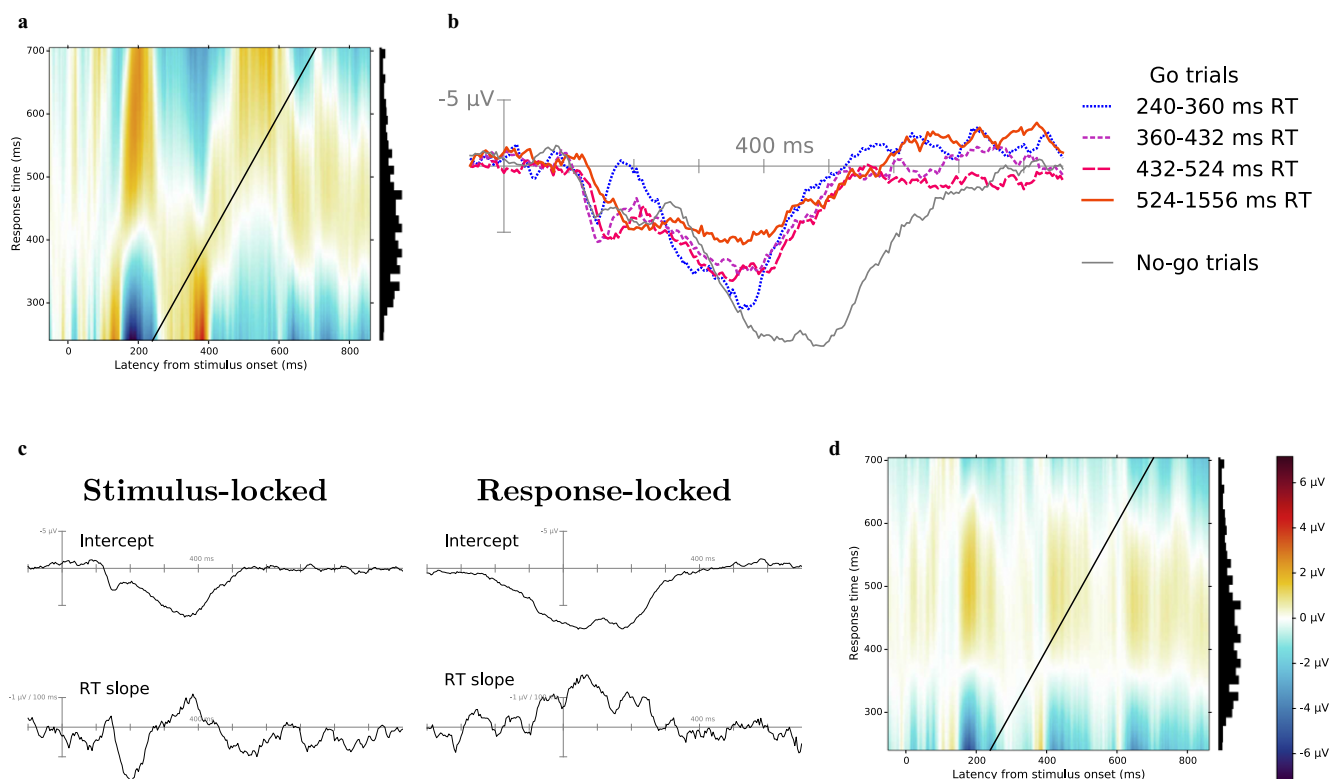 a
700
600
500
400
300
Response time (ms)
0
200
400
600
800
Latency from stimulus onset (ms)
b
-5 μV
400 ms
Go trials
240-360 ms RT
360-432 ms RT
432-524 ms RT
524-1556 ms RT
No-go trials
c
Stimulus-locked
-5 μV
Intercept
400 ms
RT slope
-1 μV / 100 ms
400 ms
Response-locked
-5 μV
Intercept
400 ms
RT slope
-1 μV / 100 ms
400 ms
d
700
600
500
400
300
Response time (ms)
0
200
400
600
800
Latency from stimulus onset (ms)
6 μV
4 μV
2 μV
0 μV
-2 μV
-4 μV
-6 μV